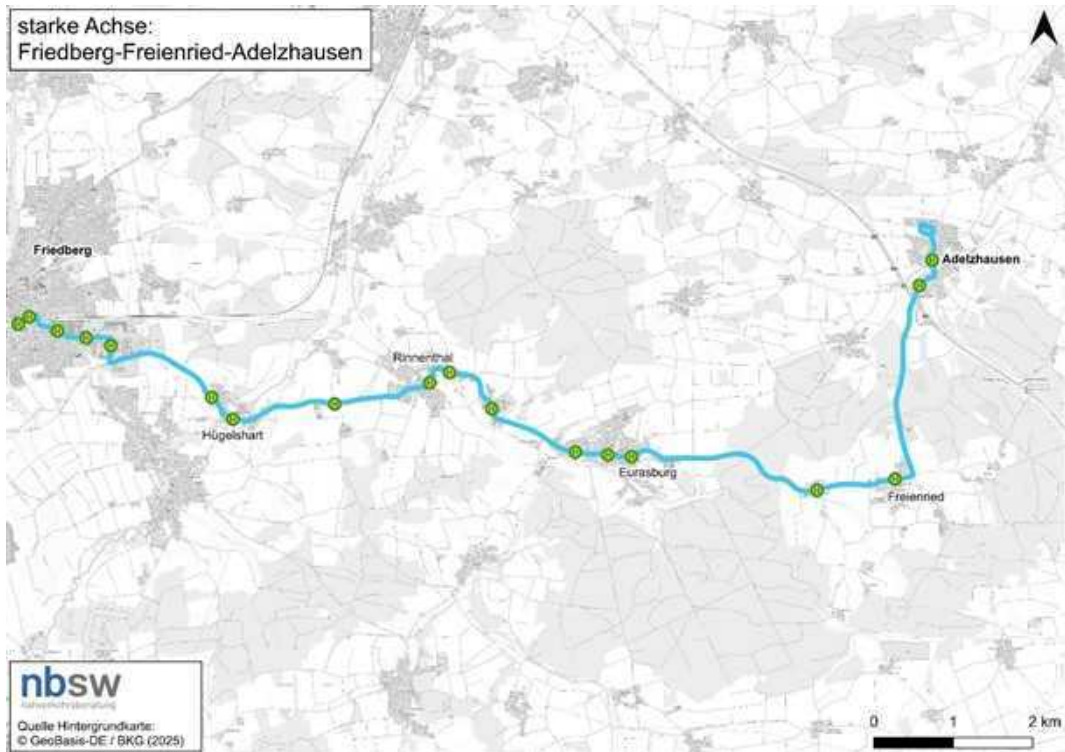 starke Achse:
Friedberg-Freienried-Adelzhausen
Friedberg
Adelzhausen
Rinnenthal
Hügelshart
Eurasburg
Freienried
nbsw
nahverkehrsberatung
Quelle Hintergrundkarte:
© GeoBasis-DE / BKG (2025)
0 1 2 km